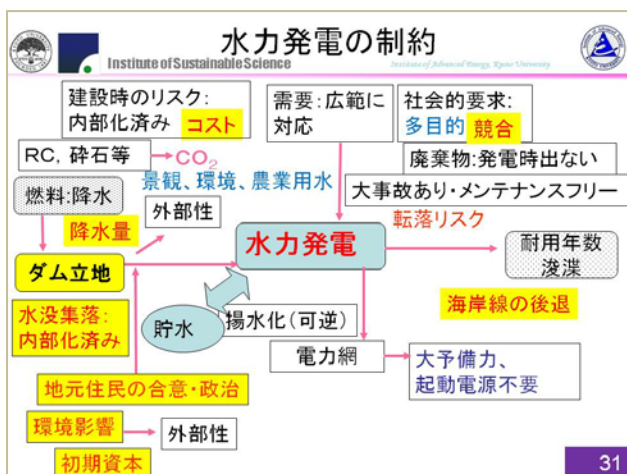 水力発電の制約
Institute of Sustainable Science
Institute of Advanced Energy, Kyoto University
建設時のリスク:
内部化済み コスト
需要:広範に
対応
社会的要求:
多目的 競合
RC, 砕石等
CO2
廃棄物:発電時出ない
景観、環境、農業用水
大事故あり・メンテナンスフリー
燃料:降水
外部性
転落リスク
降水量
水力発電
耐用年数
浚渫
ダム立地
海岸線の後退
水没集落:
内部化済み
貯水
揚水化(可逆)
電力網
大予備力、
起動電源不要
地元住民の合意・政治
環境影響
外部性
初期資本
31